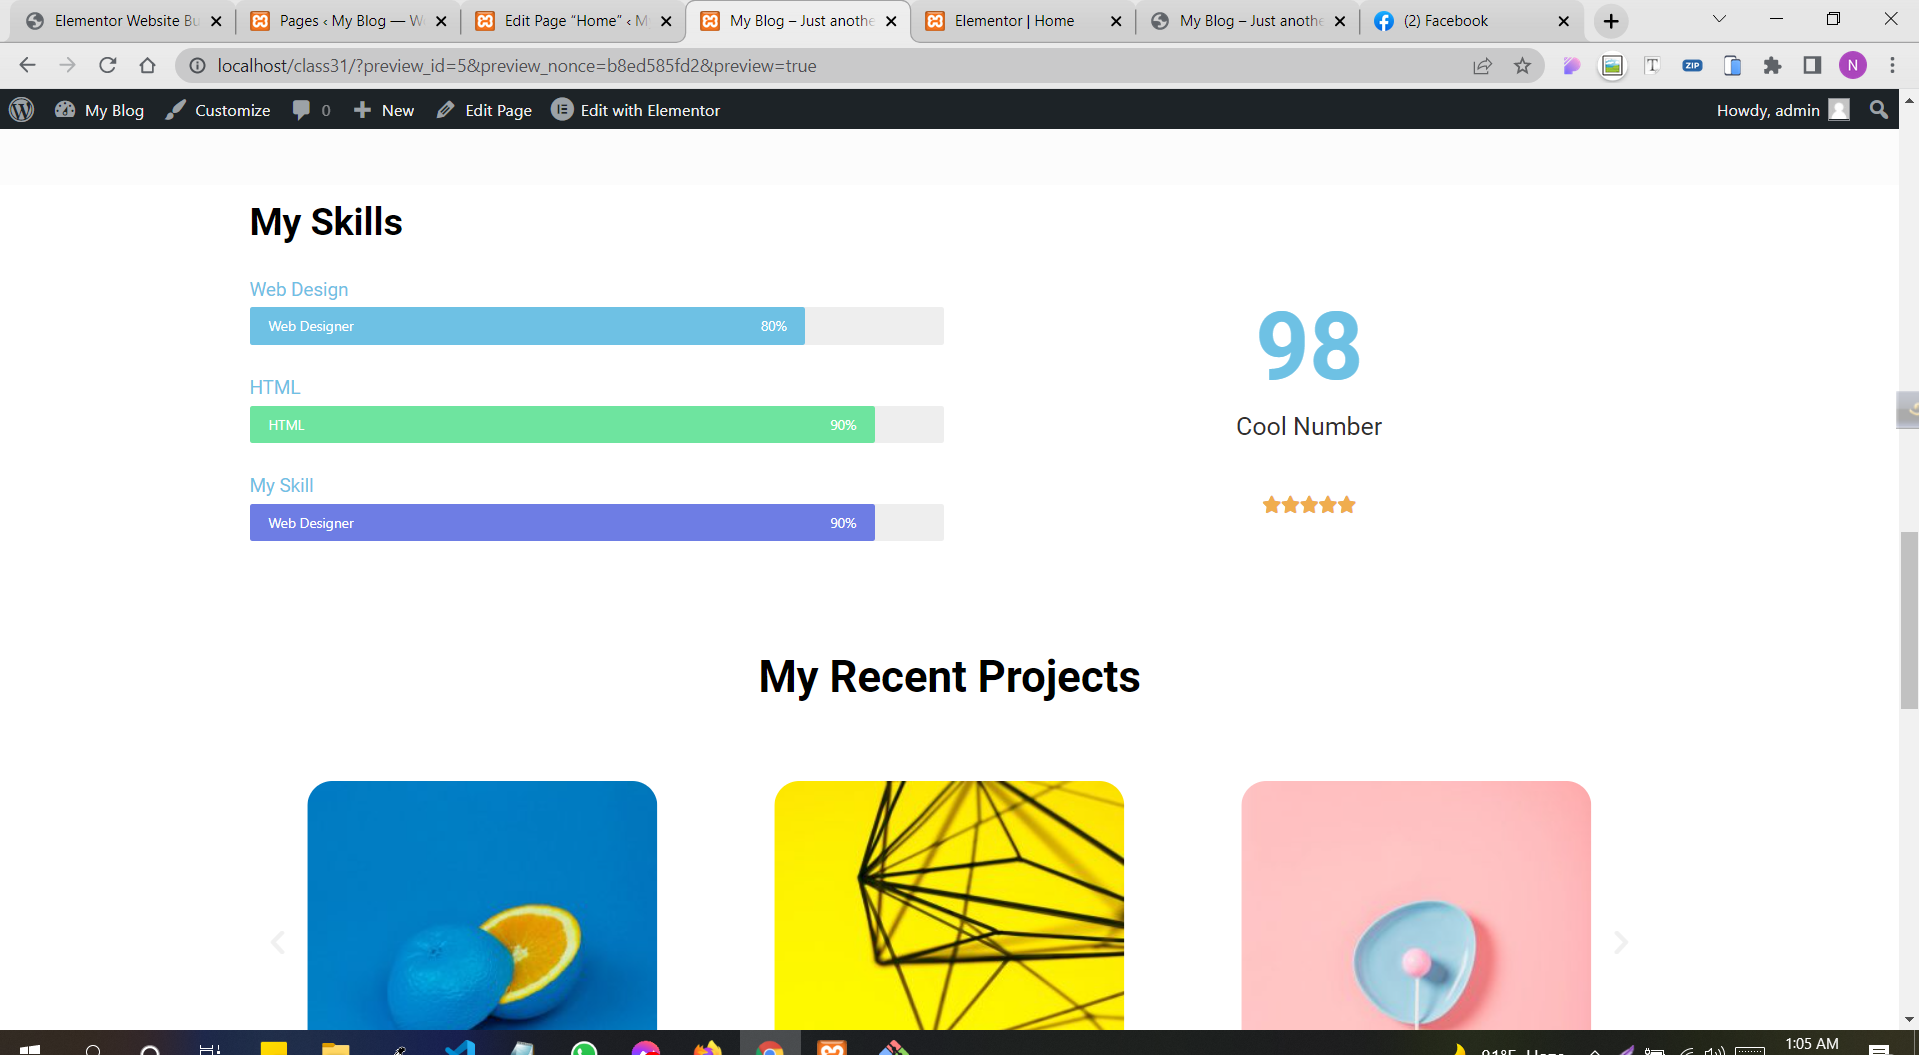 Elementor Website Bu
Pages ‹ My Blog — W
Edit Page “Home” ‹ M
My Blog – Just anothe
Elementor | Home
My Blog – Just anothe
(2) Facebook
localhost/class31/?preview_id=5&preview_nonce=b8ed585fd2&preview=true
T
ZIP
N
My Blog
Customize
0
New
Edit Page
Edit with Elementor
Howdy, admin
My Skills
Web Design
Web Designer 80%
HTML
HTML 90%
My Skill
Web Designer 90%
98
Cool Number
My Recent Projects
1:05 AM